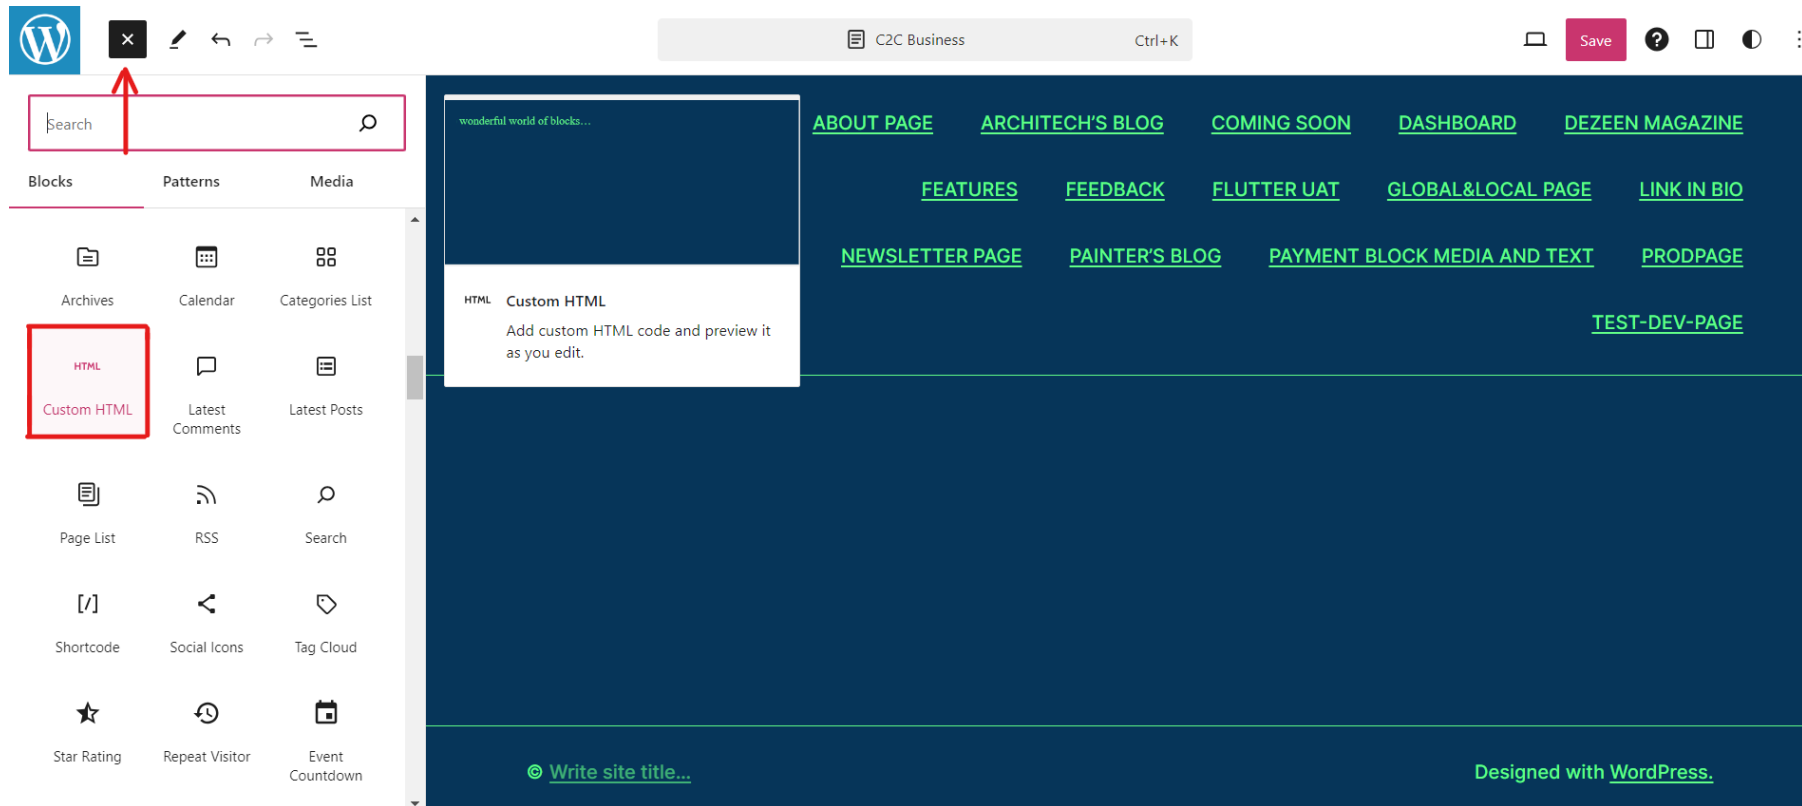 C2C Business
Ctrl+K
Save
Search
Blocks
Patterns
Media
Archives
Calendar
Categories List
HTML
Custom HTML
Latest
Comments
Latest Posts
Page List
RSS
Search
[/]
Shortcode
Social Icons
Tag Cloud
Star Rating
Repeat Visitor
Event
Countdown
wonderful world of blocks...
HTML
Custom HTML
Add custom HTML code and preview it
as you edit.
ABOUT PAGE
ARCHITECH'S BLOG
COMING SOON
DASHBOARD
DEZEEN MAGAZINE
FEATURES
FEEDBACK
FLUTTER UAT
GLOBAL&LOCAL PAGE
LINK IN BIO
NEWSLETTER PAGE
PAINTER'S BLOG
PAYMENT BLOCK MEDIA AND TEXT
PRODPAGE
TEST-DEV-PAGE
© Write site title...
Designed with WordPress.